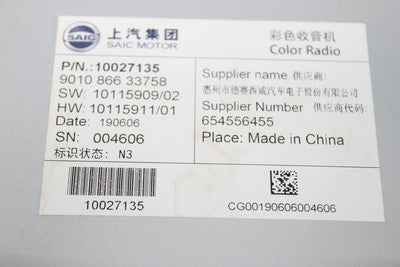 SAIC 上汽集团
SAIC MOTOR
彩色收音机
Color Radio
P/N.: 10027135
9010 866 33758
SW: 10115909/02
HW: 10115911/01
Date: 190606
SN: 004606
标识状态: N3
Supplier name 供应商:
惠州市德赛西威汽车电子股份有限公司
Supplier Number 供应商代码:
654556455
Place: Made in China
10027135
CG00190606004606